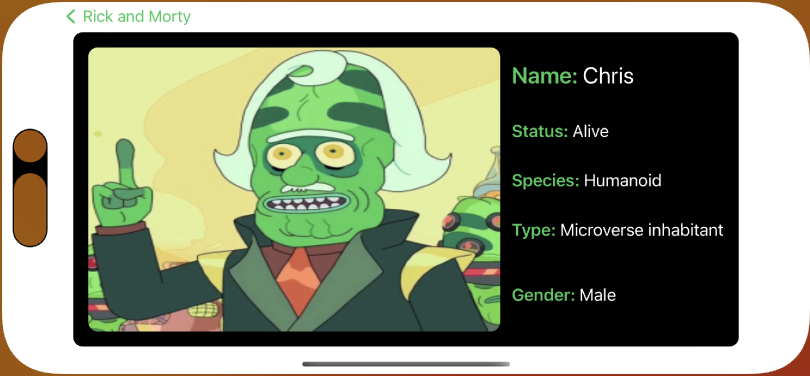 Rick and Morty
Name: Chris
Status: Alive
Species: Humanoid
Type: Microverse inhabitant
Gender: Male